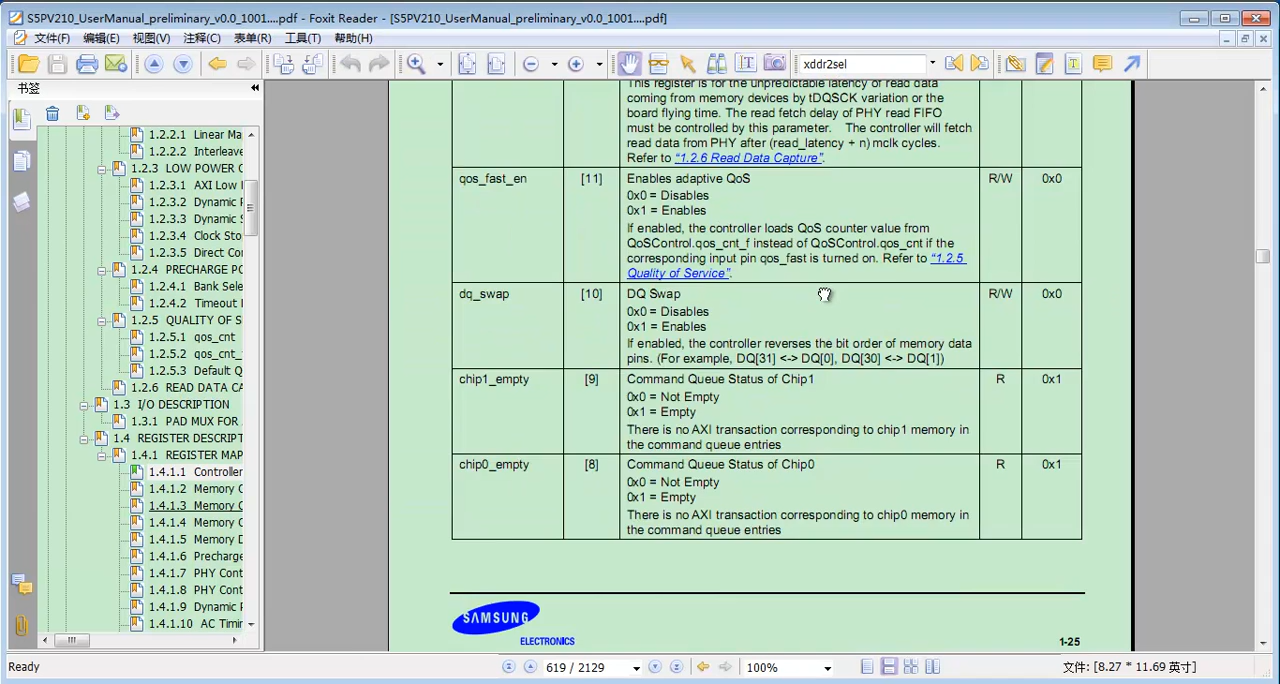 S5PV210_UserManual_preliminary_v0.0_1001....pdf - Foxit Reader - [S5PV210_UserManual_preliminary_v0.0_1001....pdf]
文件(F) 编辑(E) 视图(V) 注释(C) 表单(R) 工具(T) 帮助(H)
xddr2sel
书签
1.2.2.1 Linear Ma
1.2.2.2 Interleave
1.2.3 LOW POWER C
1.2.3.1 AXI Low I
1.2.3.2 Dynamic P
1.2.3.3 Dynamic S
1.2.3.4 Clock Sto
1.2.3.5 Direct Con
1.2.4 PRECHARGE PO
1.2.4.1 Bank Sele
1.2.4.2 Timeout I
1.2.5 QUALITY OF S
1.2.5.1 qos_cnt
1.2.5.2 qos_cnt_
1.2.5.3 Default Q
1.2.6 READ DATA CA
1.3 I/O DESCRIPTION
1.3.1 PAD MUX FOR
1.4 REGISTER DESCRIPT
1.4.1 REGISTER MAP
1.4.1.1 Controller
1.4.1.2 Memory C
1.4.1.3 Memory C
1.4.1.4 Memory C
1.4.1.5 Memory D
1.4.1.6 Precharge
1.4.1.7 PHY Cont
1.4.1.8 PHY Cont
1.4.1.9 Dynamic P
1.4.1.10 AC Timin
This register is for the unpredictable latency of read data
coming from memory devices by tDQSCK variation or the
board flying time. The read fetch delay of PHY read FIFO
must be controlled by this parameter. The controller will fetch
read data from PHY after (read_latency + n) mclk cycles.
Refer to “1.2.6 Read Data Capture”.
qos_fast_en [11] Enables adaptive QoS R/W 0x0
0x0 = Disables
0x1 = Enables
If enabled, the controller loads QoS counter value from
QoSControl.qos_cnt_f instead of QoSControl.qos_cnt if the
corresponding input pin qos_fast is turned on. Refer to “1.2.5
Quality of Service”.
dq_swap [10] DQ Swap R/W 0x0
0x0 = Disables
0x1 = Enables
If enabled, the controller reverses the bit order of memory data
pins. (For example, DQ[31] <-> DQ[0], DQ[30] <-> DQ[1])
chip1_empty [9] Command Queue Status of Chip1 R 0x1
0x0 = Not Empty
0x1 = Empty
There is no AXI transaction corresponding to chip1 memory in
the command queue entries
chip0_empty [8] Command Queue Status of Chip0 R 0x1
0x0 = Not Empty
0x1 = Empty
There is no AXI transaction corresponding to chip0 memory in
the command queue entries
SAMSUNG
ELECTRONICS
1-25
Ready 619 / 2129 100% 文件: [8.27 * 11.69 英寸]